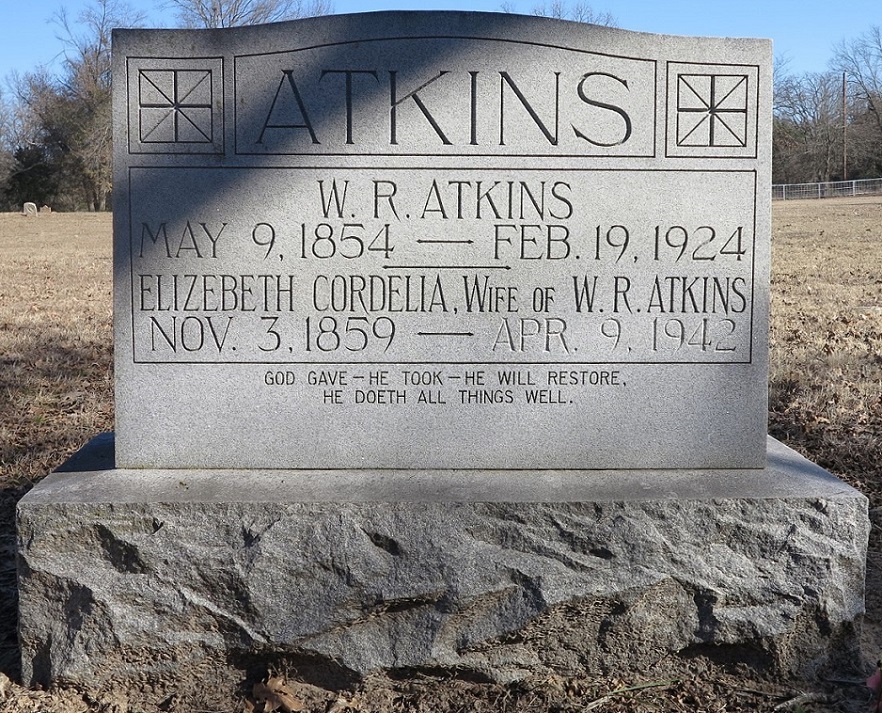 ATKINS
W. R. ATKINS
MAY 9, 1854 — FEB. 19, 1924
ELIZEBETH CORDELIA, WIFE OF W. R. ATKINS
NOV. 3, 1859 — APR. 9, 1942
GOD GAVE — HE TOOK — HE WILL RESTORE,
HE DOETH ALL THINGS WELL.